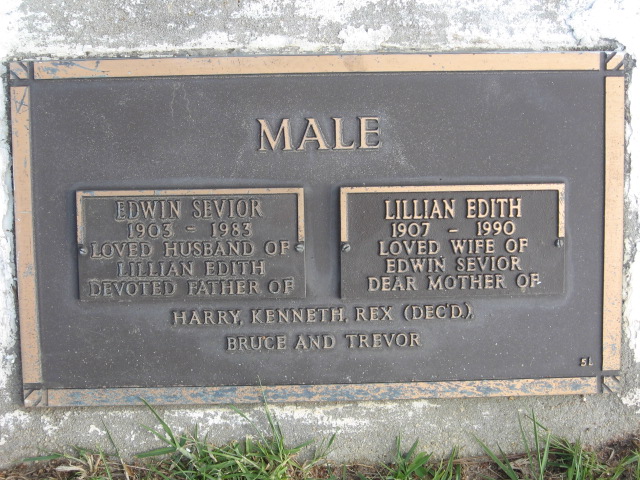 MALE
EDWIN SEVIOR
1903 - 1983
LOVED HUSBAND OF
LILLIAN EDITH
DEVOTED FATHER OF
LILLIAN EDITH
1907 - 1990
LOVED WIFE OF
EDWIN SEVIOR
DEAR MOTHER OF
HARRY, KENNETH, REX (DEC'D.),
BRUCE AND TREVOR
5L